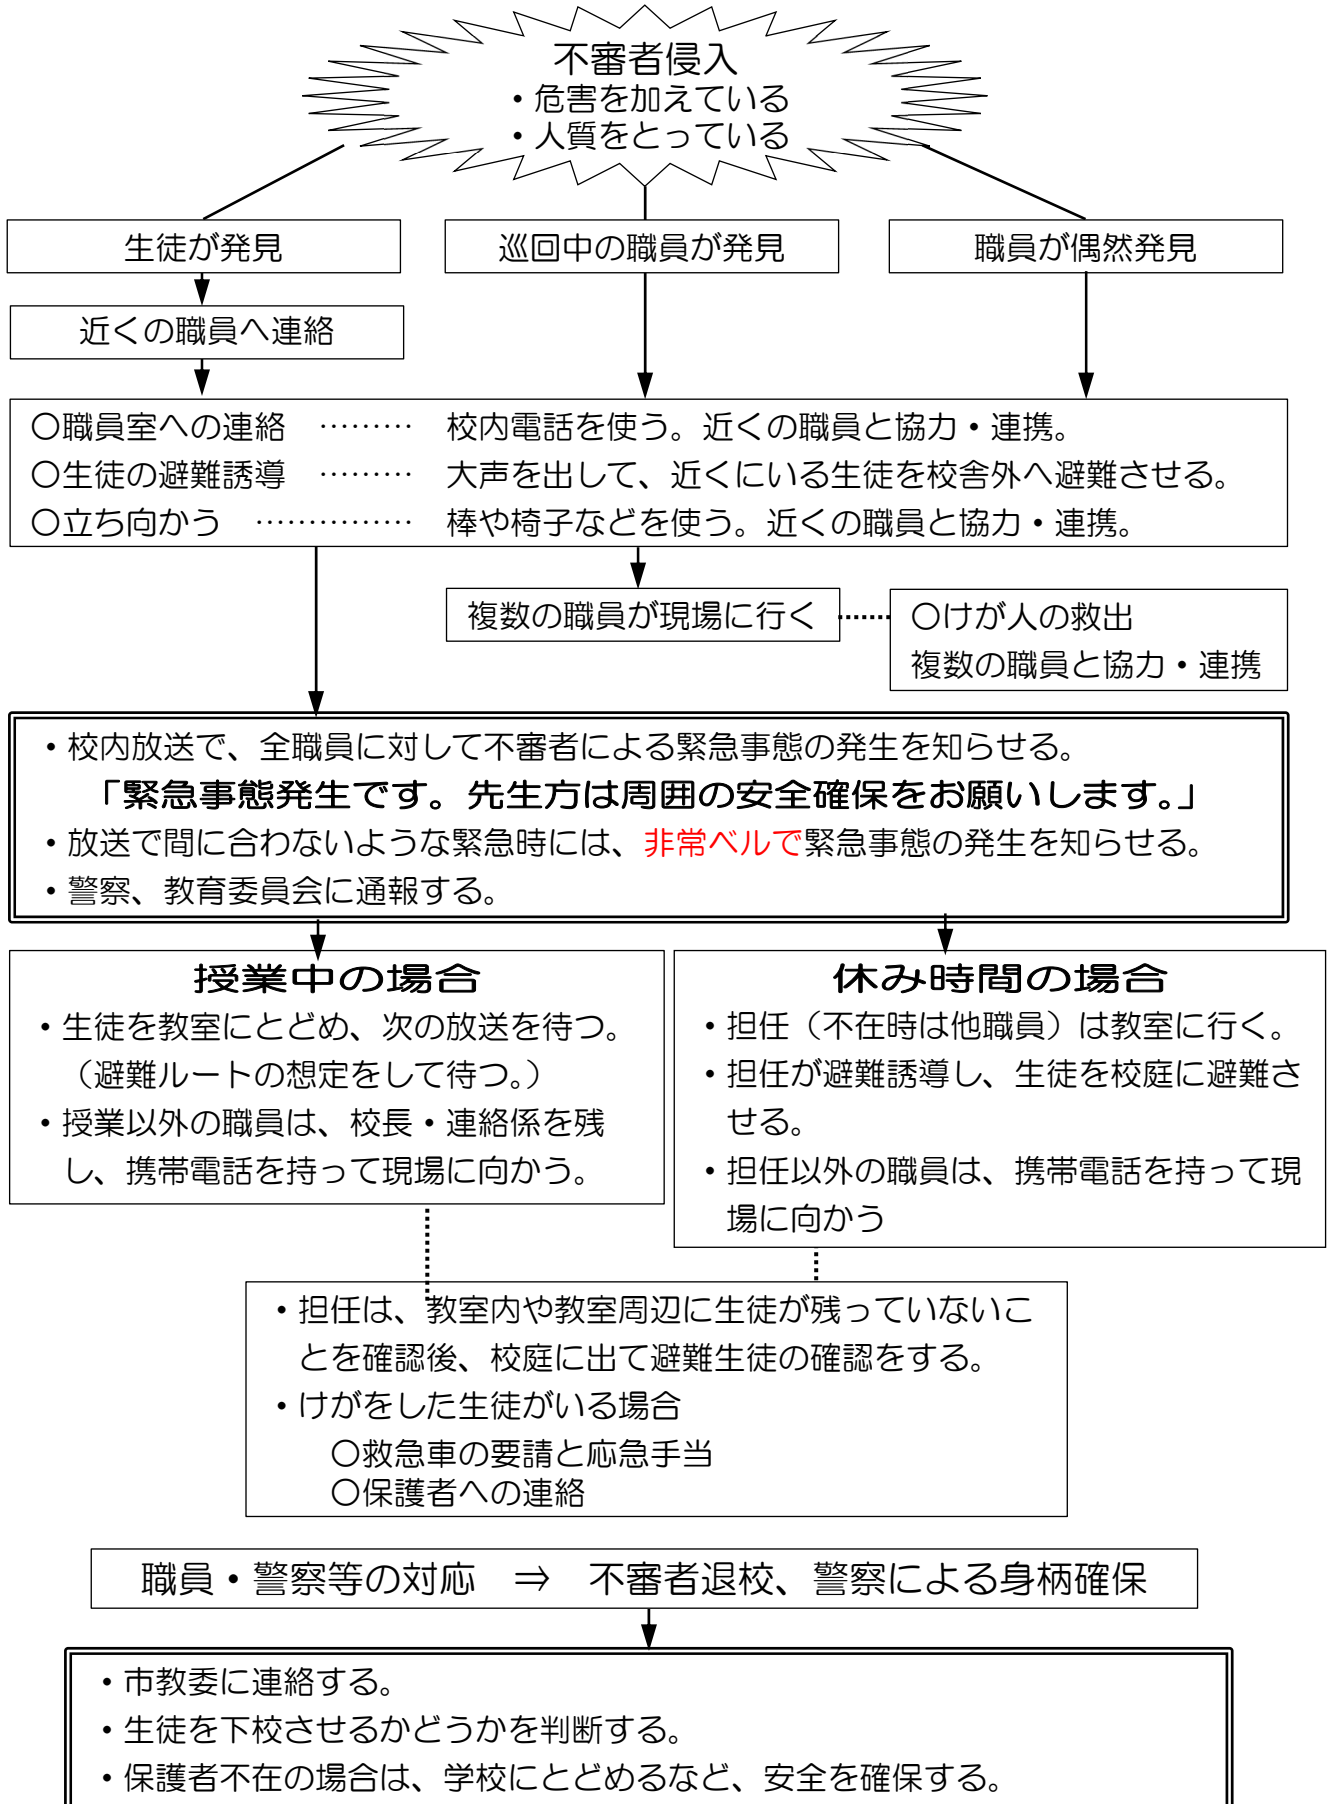 不審者侵入
・危害を加えている
・人質をとっている
生徒が発見
巡回中の職員が発見
職員が偶然発見
近くの職員へ連絡
〇職員室への連絡　………　校内電話を使う。近くの職員と協力・連携。
〇生徒の避難誘導　………　大声を出して、近くにいる生徒を校舎外へ避難させる。
〇立ち向かう　……………　棒や椅子などを使う。近くの職員と協力・連携。
複数の職員が現場に行く
〇けが人の救出
複数の職員と協力・連携
・校内放送で、全職員に対して不審者による緊急事態の発生を知らせる。
「緊急事態発生です。先生方は周囲の安全確保をお願いします。」
・放送で間に合わないような緊急時には、非常ベルで緊急事態の発生を知らせる。
・警察、教育委員会に通報する。
授業中の場合
・生徒を教室にとどめ、次の放送を待つ。
（避難ルートの想定をして待つ。）
・授業以外の職員は、校長・連絡係を残
し、携帯電話を持って現場に向かう。
休み時間の場合
・担任（不在時は他職員）は教室に行く。
・担任が避難誘導し、生徒を校庭に避難さ
せる。
・担任以外の職員は、携帯電話を持って現
場に向かう
・担任は、教室内や教室周辺に生徒が残っていないこ
とを確認後、校庭に出て避難生徒の確認をする。
・けがをした生徒がいる場合
〇救急車の要請と応急手当
〇保護者への連絡
職員・警察等の対応　⇒　不審者退校、警察による身柄確保
・市教委に連絡する。
・生徒を下校させるかどうかを判断する。
・保護者不在の場合は、学校にとどめるなど、安全を確保する。